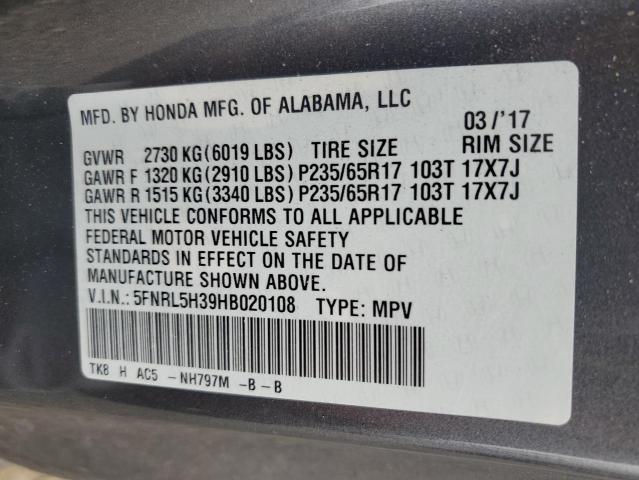 MFD. BY HONDA MFG. OF ALABAMA, LLC 03/'17
GVWR 2730 KG(6019 LBS) TIRE SIZE RIM SIZE
GAWR F 1320 KG(2910 LBS)P235/65R17 103T 17X7J
GAWR R 1515 KG(3340 LBS)P235/65R17 103T 17X7J
THIS VEHICLE CONFORMS TO ALL APPLICABLE
FEDERAL MOTOR VEHICLE SAFETY
STANDARDS IN EFFECT ON THE DATE OF
MANUFACTURE SHOWN ABOVE.
V.I.N.: 5FNRL5H39HB020108 TYPE: MPV
TK8 H AC5 -NH797M -B-B